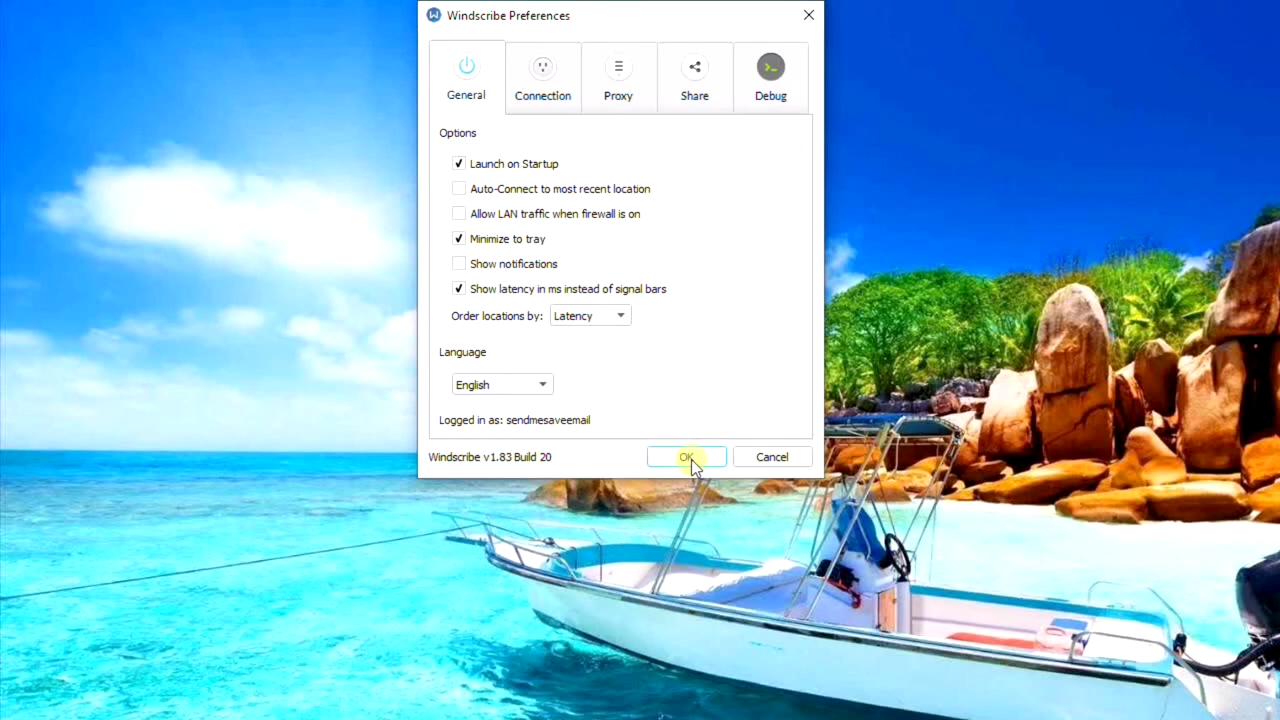 Windscribe Preferences
General
Connection
Proxy
Share
Debug
Options
Launch on Startup
Auto-Connect to most recent location
Allow LAN traffic when firewall is on
Minimize to tray
Show notifications
Show latency in ms instead of signal bars
Order locations by: Latency
Language
English
Logged in as: sendmesaveemail
Windscribe v1.83 Build 20
OK
Cancel